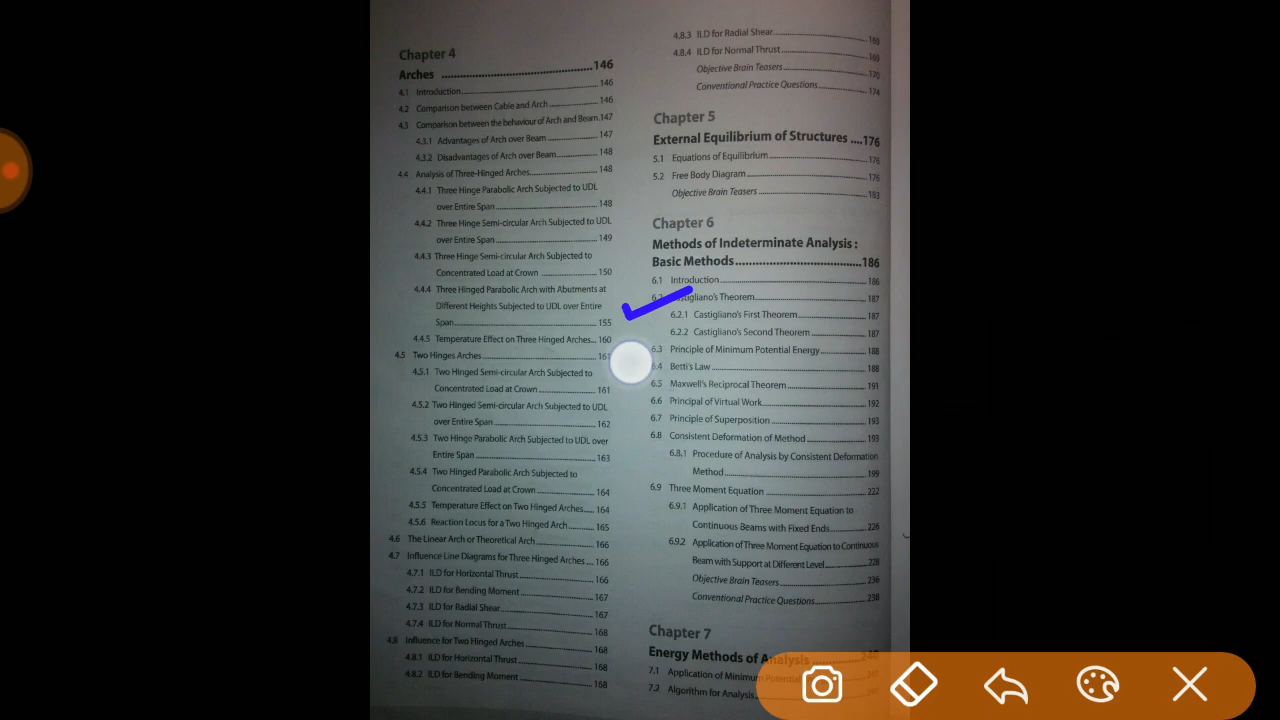 Chapter 4
Arches ..... 146
4.1 Introduction ..... 146
4.2 Comparison between Cable and Arch ..... 146
4.3 Comparison between the behaviour of Arch and Beam. 147
4.3.1 Advantages of Arch over Beam ..... 147
4.3.2 Disadvantages of Arch over Beam ..... 148
4.4 Analysis of Three-Hinged Arches ..... 148
4.4.1 Three Hinge Parabolic Arch Subjected to UDL
over Entire Span ..... 148
4.4.2 Three Hinge Semi-circular Arch Subjected to UDL
over Entire Span ..... 149
4.4.3 Three Hinge Semi-circular Arch Subjected to
Concentrated Load at Crown ..... 150
4.4.4 Three Hinged Parabolic Arch with Abutments at
Different Heights Subjected to UDL over Entire
Span ..... 155
4.4.5 Temperature Effect on Three Hinged Arches ... 160
4.5 Two Hinges Arches ..... 161
4.5.1 Two Hinged Semi-circular Arch Subjected to
Concentrated Load at Crown ..... 161
4.5.2 Two Hinged Semi-circular Arch Subjected to UDL
over Entire Span ..... 162
4.5.3 Two Hinge Parabolic Arch Subjected to UDL over
Entire Span ..... 163
4.5.4 Two Hinged Parabolic Arch Subjected to
Concentrated Load at Crown ..... 164
4.5.5 Temperature Effect on Two Hinged Arches ..... 164
4.5.6 Reaction Locus for a Two Hinged Arch ..... 165
4.6 The Linear Arch or Theoretical Arch ..... 166
4.7 Influence Line Diagrams for Three Hinged Arches .... 166
4.7.1 ILD for Horizontal Thrust ..... 166
4.7.2 ILD for Bending Moment ..... 167
4.7.3 ILD for Radial Shear ..... 167
4.7.4 ILD for Normal Thrust ..... 168
4.8 Influence for Two Hinged Arches ..... 168
4.8.1 ILD for Horizontal Thrust ..... 168
4.8.2 ILD for Bending Moment ..... 168
4.8.3 ILD for Radial Shear ..... 168
4.8.4 ILD for Normal Thrust ..... 169
Objective Brain Teasers ..... 170
Conventional Practice Questions ..... 174
Chapter 5
External Equilibrium of Structures .... 176
5.1 Equations of Equilibrium ..... 176
5.2 Free Body Diagram ..... 176
Objective Brain Teasers ..... 183
Chapter 6
Methods of Indeterminate Analysis :
Basic Methods ..... 186
6.1 Introduction ..... 186
Theorem ..... 187
6.2.1 Castigliano's First Theorem ..... 187
6.2.2 Castigliano's Second Theorem ..... 187
6.3 Principle of Minimum Potential Energy ..... 188
6.4 Betti's Law ..... 188
6.5 Maxwell's Reciprocal Theorem ..... 191
6.6 Principal of Virtual Work ..... 192
6.7 Principle of Superposition ..... 193
6.8 Consistent Deformation of Method ..... 193
6.8.1 Procedure of Analysis by Consistent Deformation
Method ..... 199
6.9 Three Moment Equation ..... 222
6.9.1 Application of Three Moment Equation to
Continuous Beams with Fixed Ends ..... 226
6.9.2 Application of Three Moment Equation to Continuous
Beam with Support at Different Level ..... 228
Objective Brain Teasers ..... 236
Conventional Practice Questions ..... 238
Chapter 7
Energy Methods of Analysis ..... 240
7.1 Application of Minimum Potential
7.2 Algorithm for Analysis